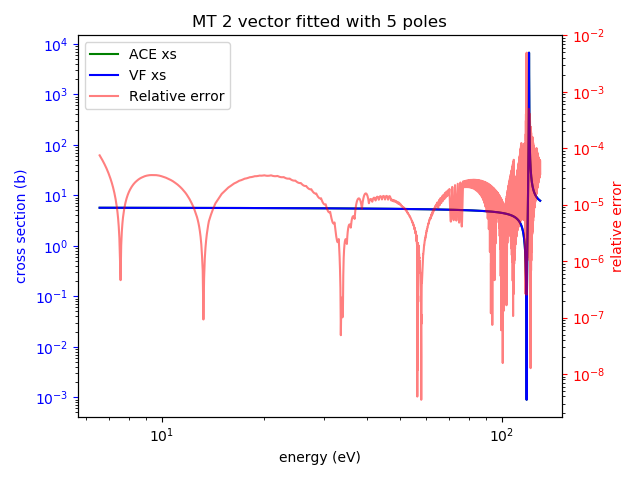 MT 2 vector fitted with 5 poles
ACE xs
VF xs
Relative error
cross section (b)
10^4
10^3
10^2
10^1
10^0
10^-1
10^-2
10^-3
10^-2
10^-3
10^-4
10^-5
10^-6
10^-7
10^-8
relative error
10^1
10^2
energy (eV)